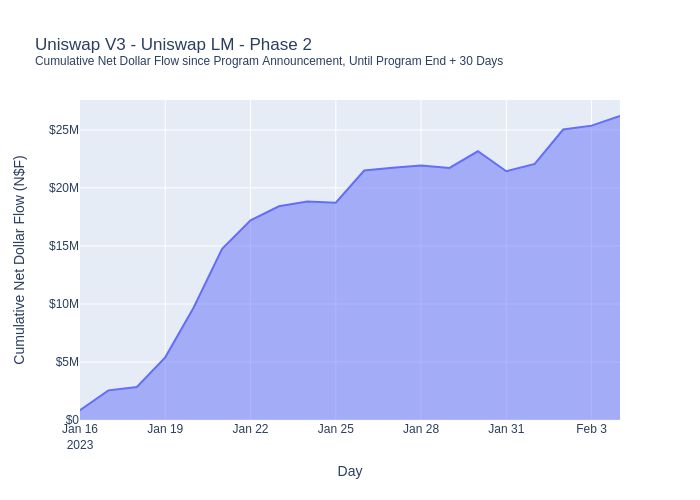 Uniswap V3 - Uniswap LM - Phase 2
Cumulative Net Dollar Flow since Program Announcement, Until Program End + 30 Days
Cumulative Net Dollar Flow (N$F)
$25M
$20M
$15M
$10M
$5M
$0
Jan 16 Jan 19 Jan 22 Jan 25 Jan 28 Jan 31 Feb 3
2023
Day